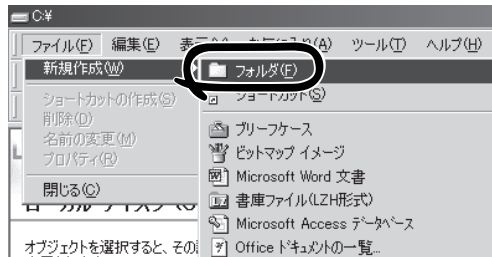 C:¥
ファイル(F) 編集(E) ツール(T) ヘルプ(H)
新規作成(W)
ショートカットの作成(S)
削除(D)
名前の変更(M)
プロパティ(R)
閉じる(C)
フォルダ(F)
ショートカット(S)
ブリーフケース
ビットマップ イメージ
Microsoft Word 文書
書庫ファイル(LZH形式)
Microsoft Access データベース
Office ドキュメントの一覧...
オブジェクトを選択すると、その